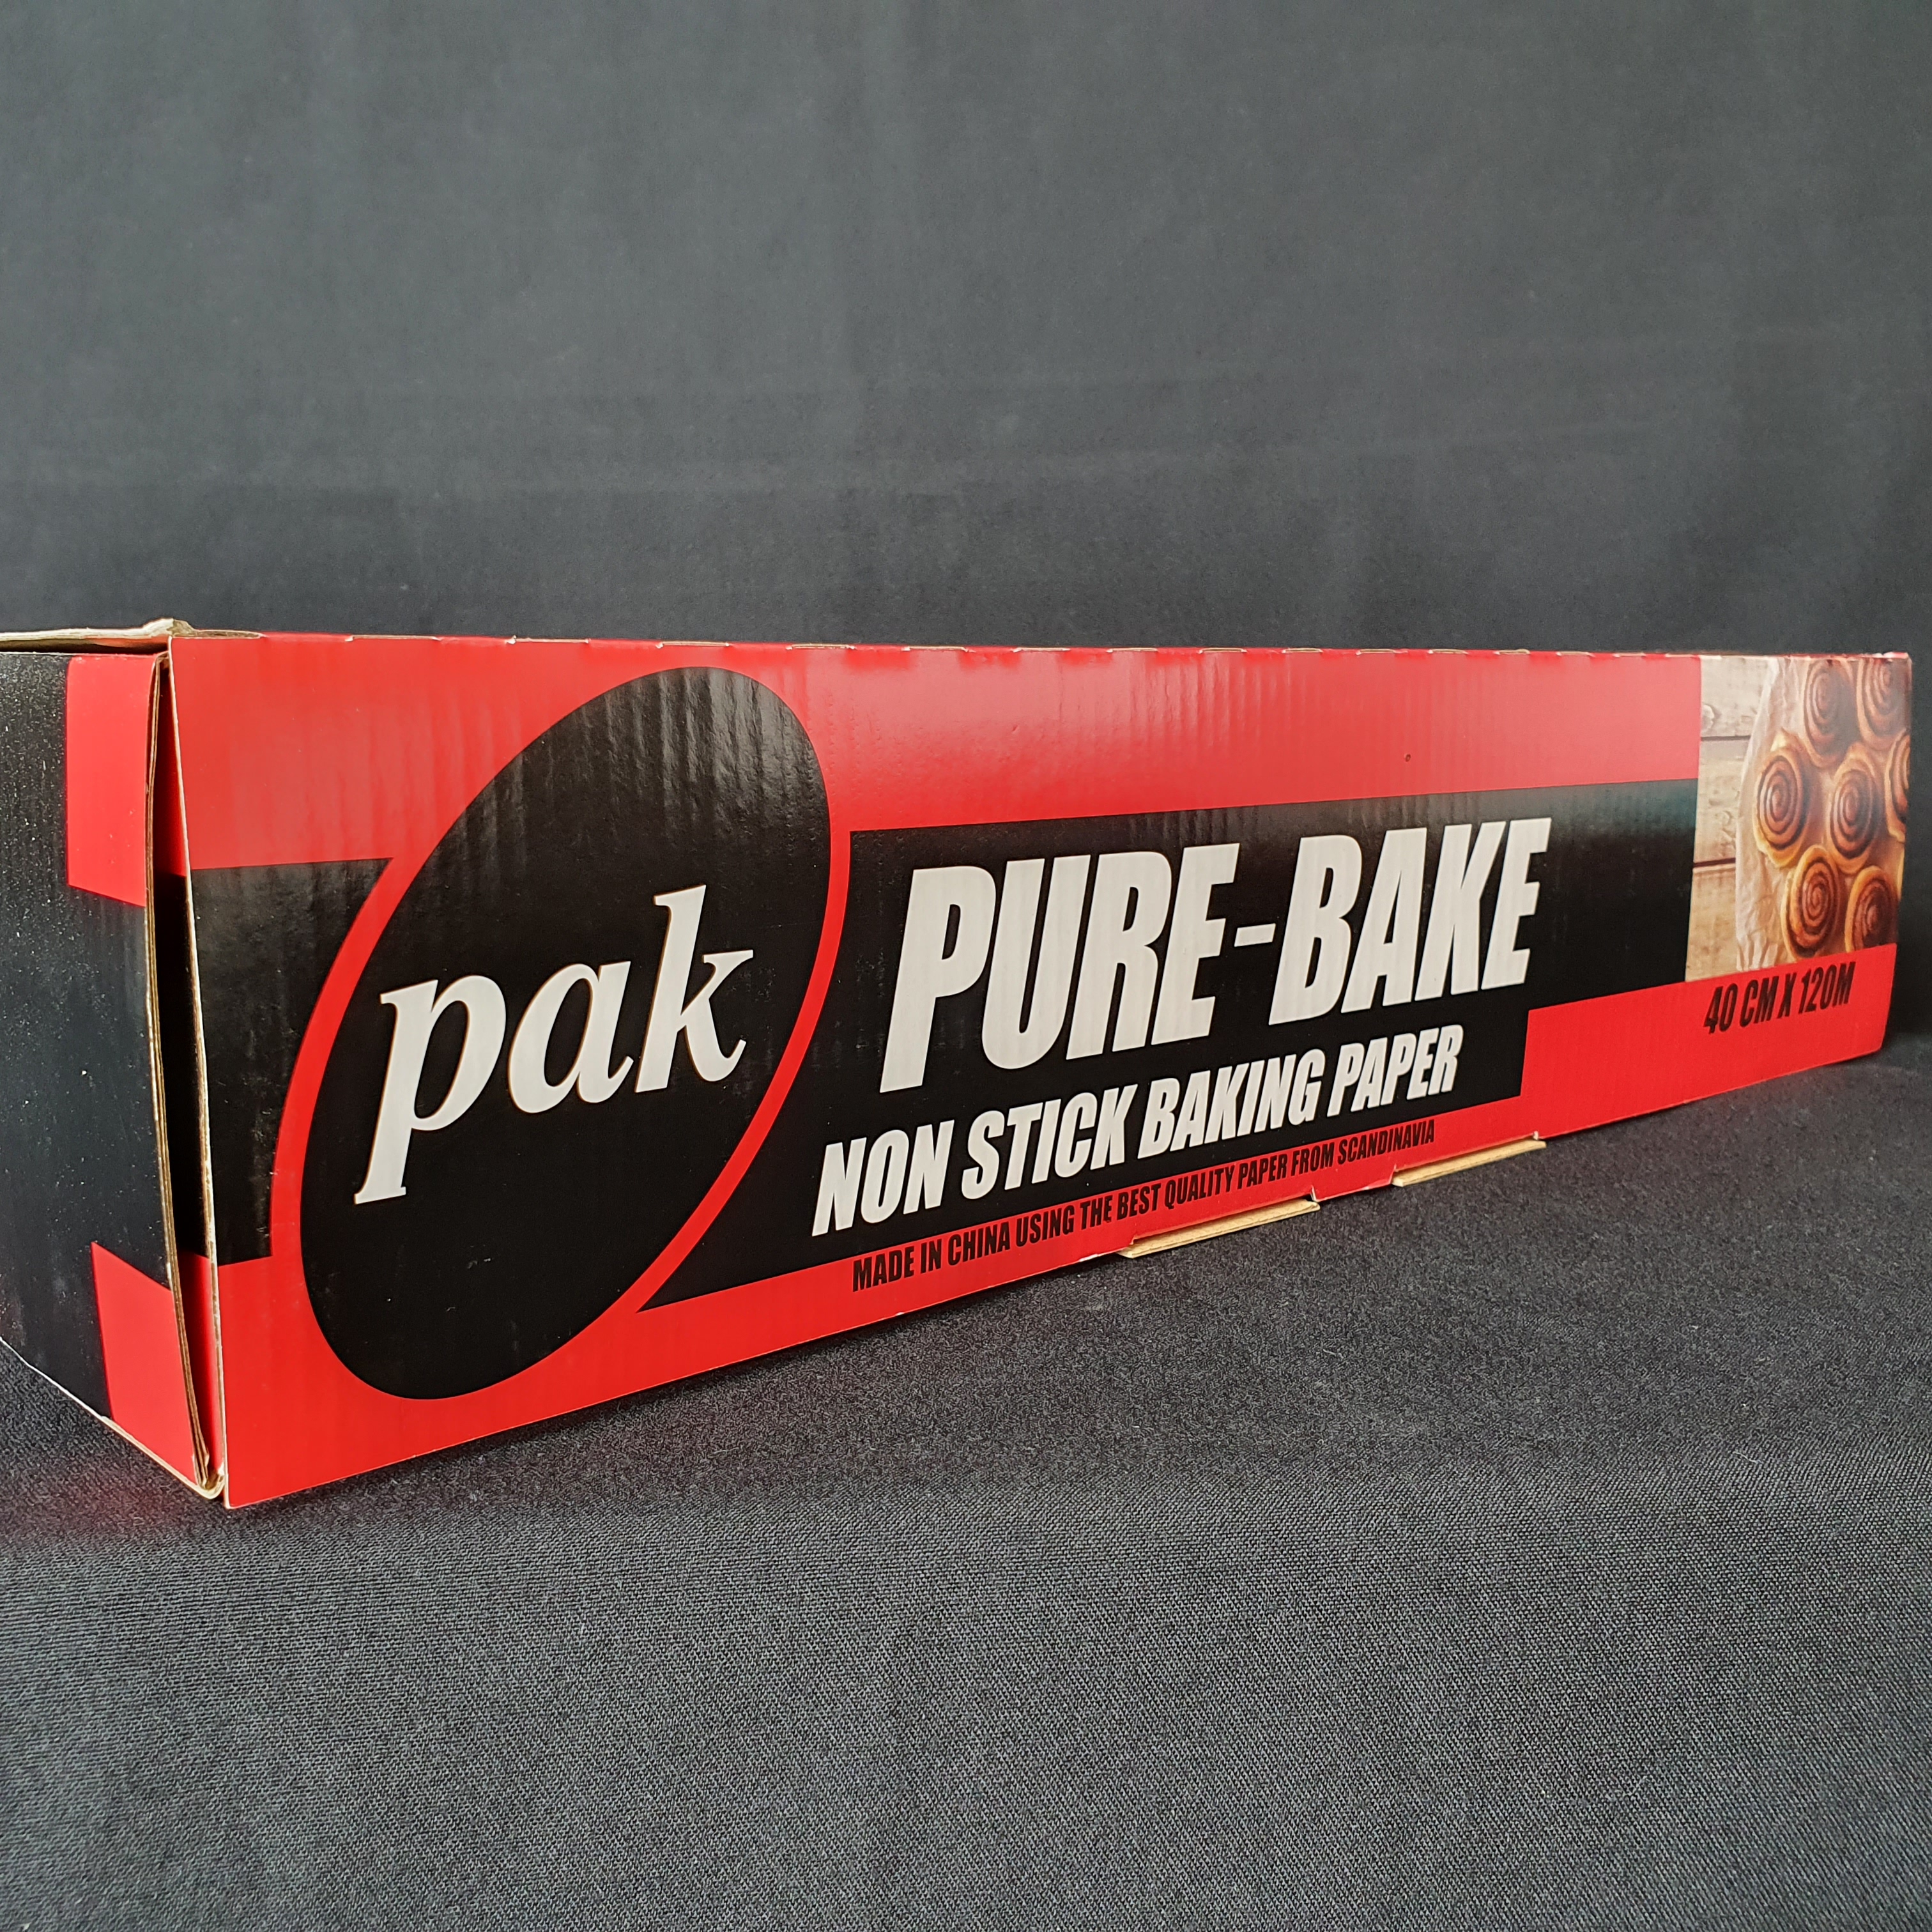 pak
PURE-BAKE
NON STICK BAKING PAPER
MADE IN CHINA USING THE BEST QUALITY PAPER FROM SCANDINAVIA
40 CM X 120M